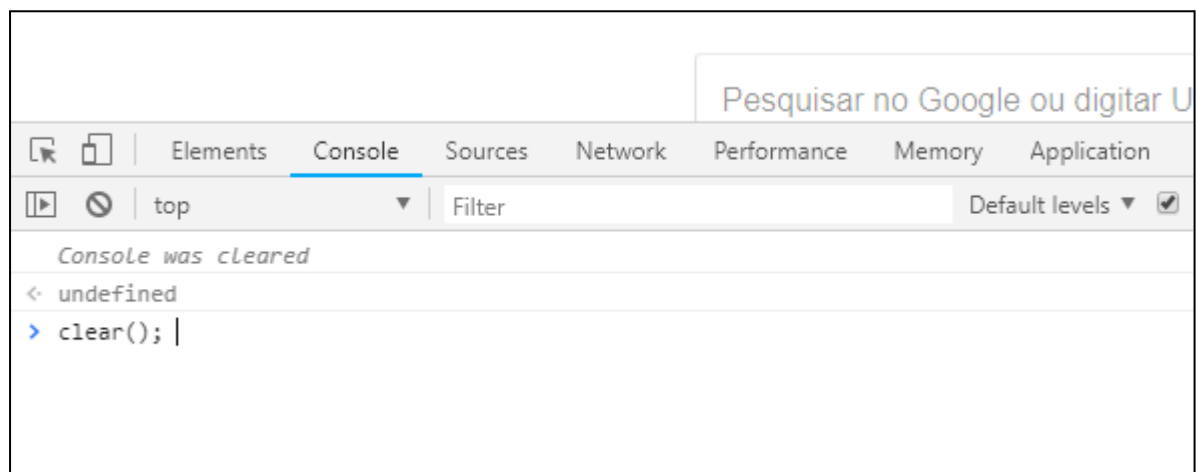 Pesquisar no Google ou digitar U
Elements Console Sources Network Performance Memory Application
top Filter Default levels
Console was cleared
undefined
clear();